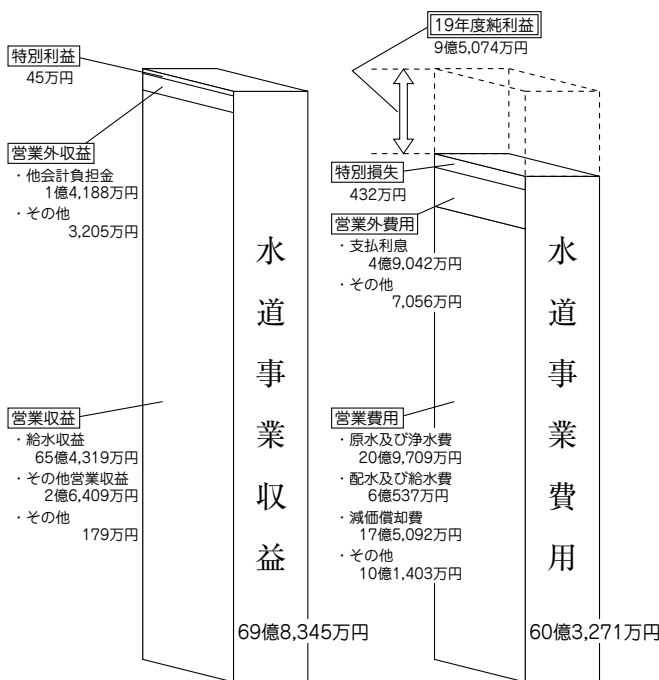 19年度純利益
9億5,074万円
特別利益
45万円
営業外収益
・他会計負担金
1億4,188万円
・その他
3,205万円
営業収益
・給水収益
65億4,319万円
・その他営業収益
2億6,409万円
・その他
179万円
水道事業収益
69億8,345万円
特別損失
432万円
営業外費用
・支払利息
4億9,042万円
・その他
7,056万円
営業費用
・原水及び浄水費
20億9,709万円
・配水及び給水費
6億537万円
・減価償却費
17億5,092万円
・その他
10億1,403万円
水道事業費用
60億3,271万円